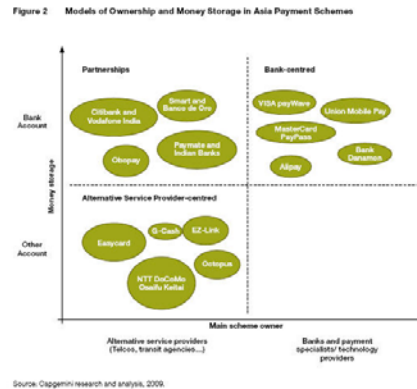 Figure 2 Models of Ownership and Money Storage in Asia Payment Schemes
Partnerships
Bank-centred
Bank
Account
Citibank and
Vodafone India
Smart and
Banco de Oro
Obopay
Paymate and
Indian Banks
VISA payWave
Union Mobile Pay
MasterCard
PayPass
Alipay
Bank
Danamon
Money storage
Alternative Service Provider-centred
Other
Account
Easycard
G-Cash
EZ-Link
Octopus
NTT DoCoMo
Osaifu Keitai
Main scheme owner
Alternative service providers
(Telcos, transit agencies...)
Banks and payment
specialists/ technology
providers
Source: Capgemini research and analysis, 2009.